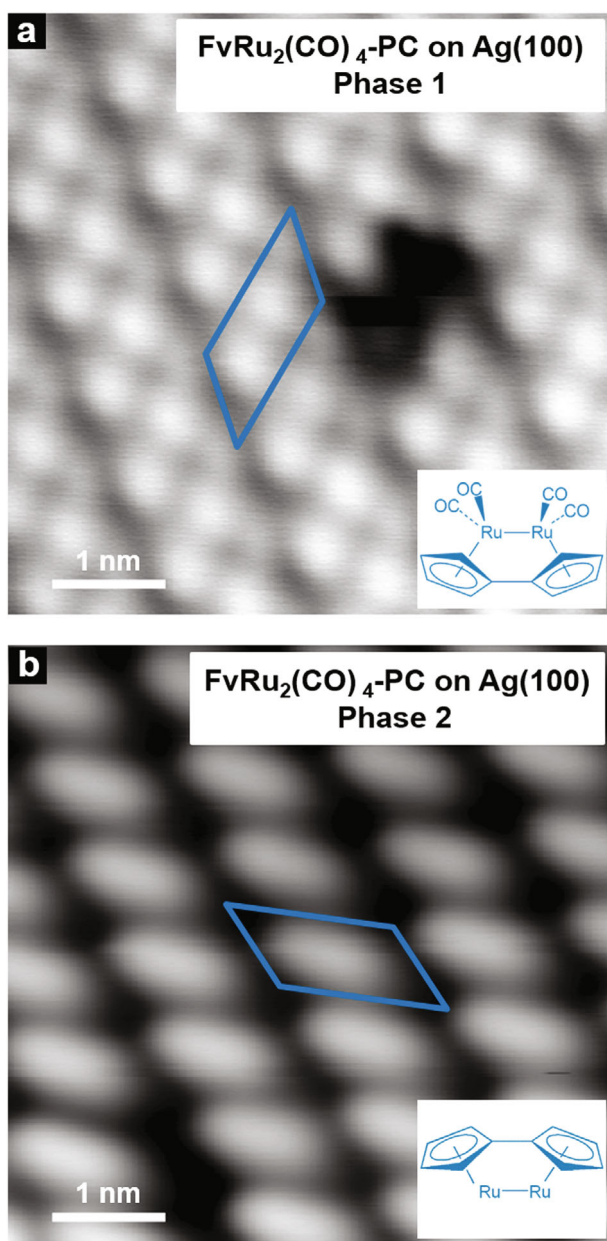 a
FvRu₂(CO)₄-PC on Ag(100)
Phase 1
OC
OC
CO
CO
Ru
Ru
1 nm
b
FvRu₂(CO)₄-PC on Ag(100)
Phase 2
Ru
Ru
1 nm